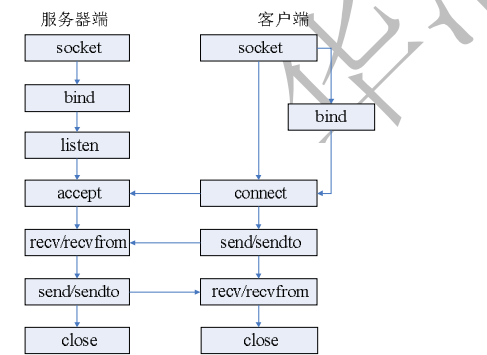 服务器端 客户端
socket socket
bind
bind
listen
accept connect
recv/recvfrom send/sendto
send/sendto recv/recvfrom
close close